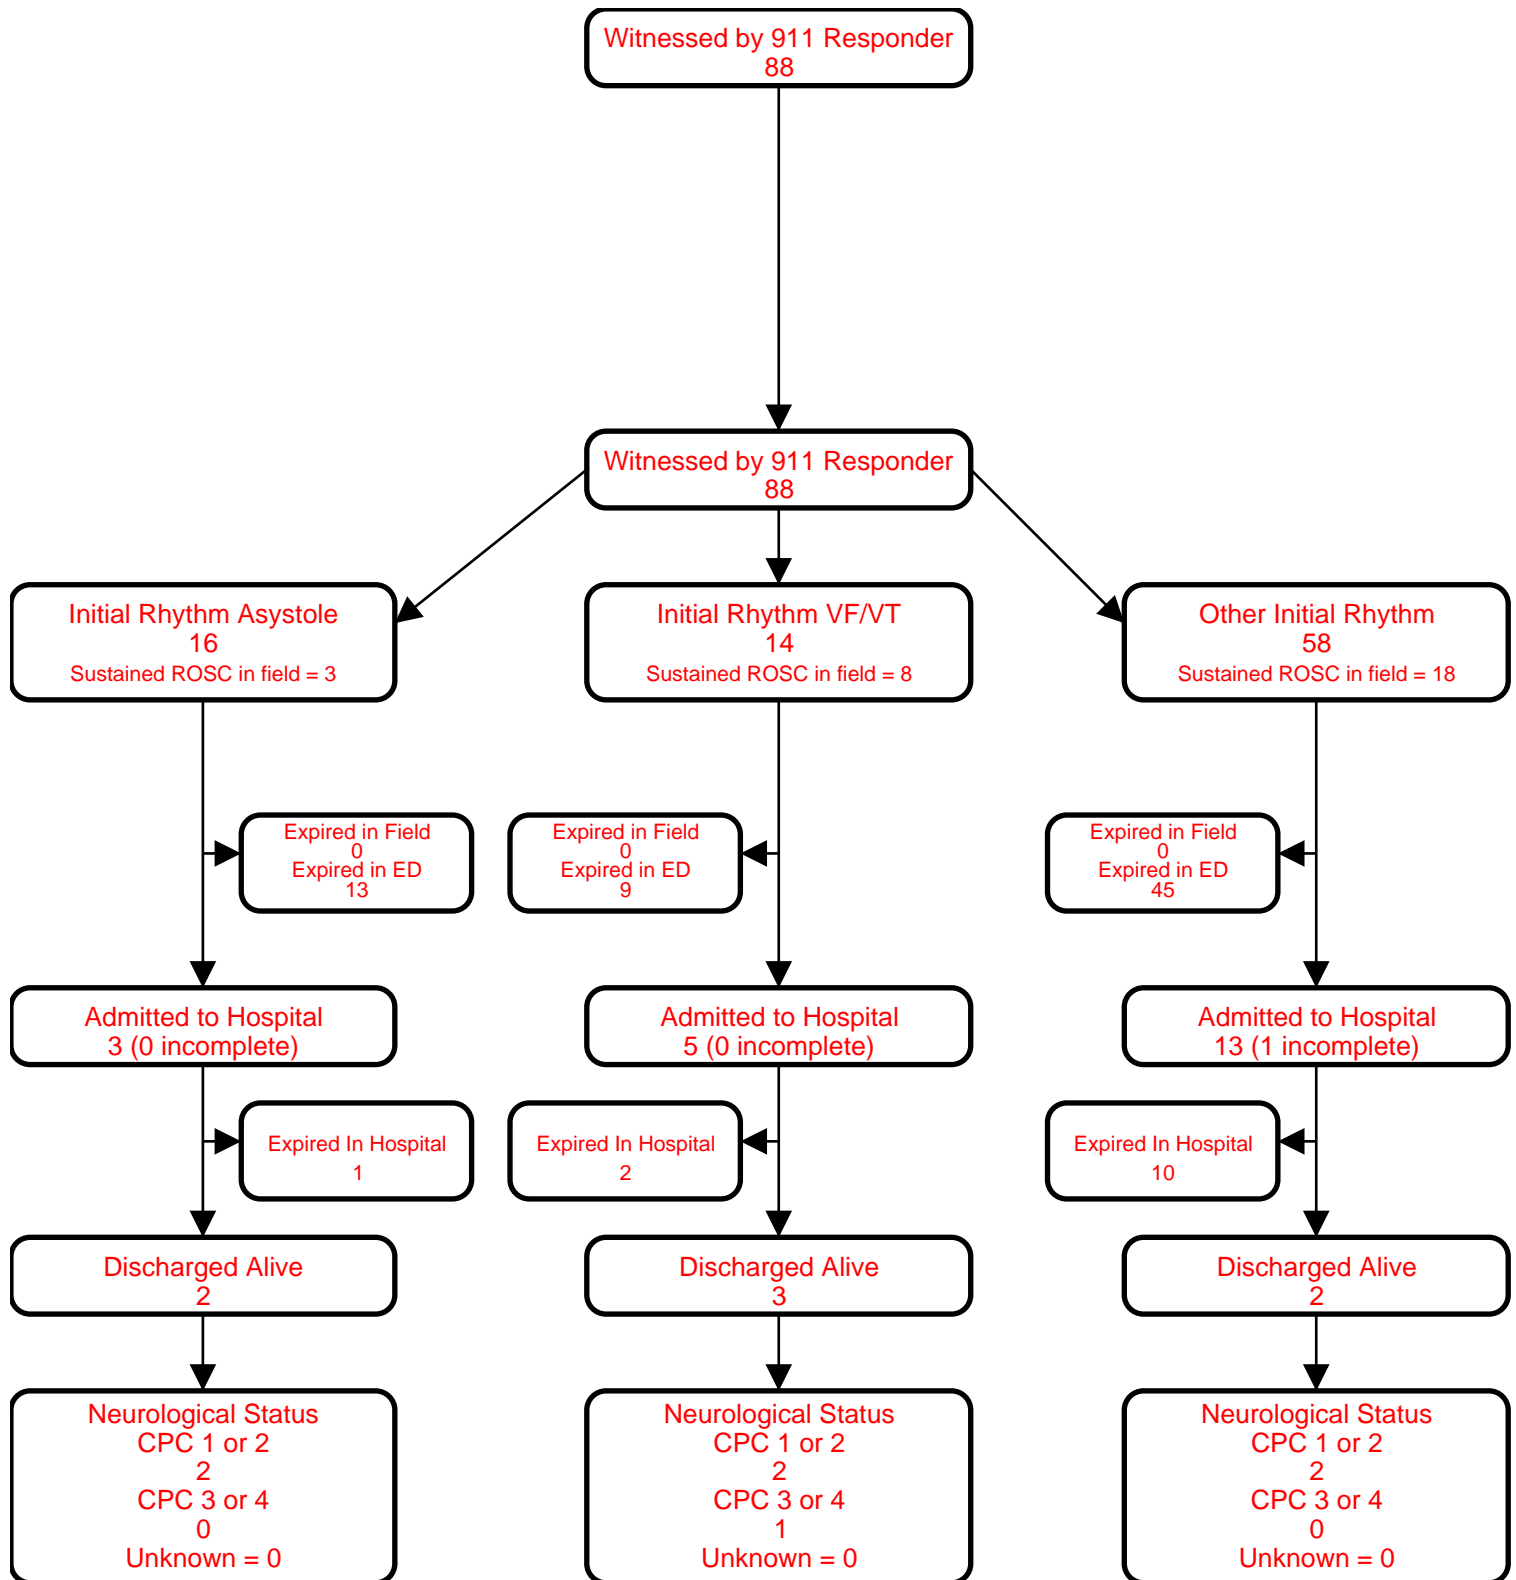 Witnessed by 911 Responder
88
Witnessed by 911 Responder
88
Initial Rhythm Asystole
16
Sustained ROSC in field = 3
Initial Rhythm VF/VT
14
Sustained ROSC in field = 8
Other Initial Rhythm
58
Sustained ROSC in field = 18
Expired in Field
0
Expired in ED
13
Expired in Field
0
Expired in ED
9
Expired in Field
0
Expired in ED
45
Admitted to Hospital
3 (0 incomplete)
Admitted to Hospital
5 (0 incomplete)
Admitted to Hospital
13 (1 incomplete)
Expired In Hospital
1
Expired In Hospital
2
Expired In Hospital
10
Discharged Alive
2
Discharged Alive
3
Discharged Alive
2
Neurological Status
CPC 1 or 2
2
CPC 3 or 4
0
Unknown = 0
Neurological Status
CPC 1 or 2
2
CPC 3 or 4
1
Unknown = 0
Neurological Status
CPC 1 or 2
2
CPC 3 or 4
0
Unknown = 0